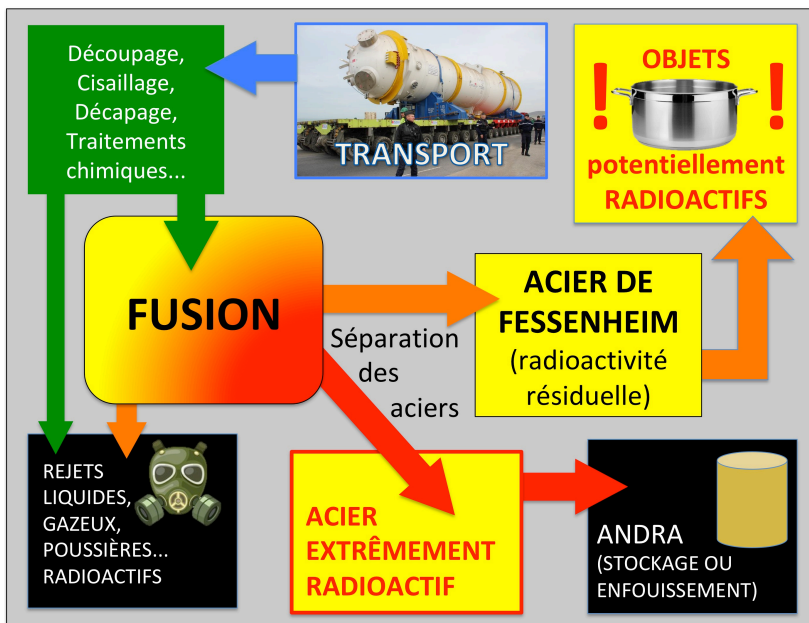 Découpage,
Cisaillage,
Décapage,
Traitements
chimiques...
TRANSPORT
OBJETS
! !
potentiellement
RADIOACTIFS
FUSION
Séparation
des
aciers
ACIER DE
FESSENHEIM
(radioactivité
résiduelle)
REJETS
LIQUIDES,
GAZEUX,
POUSSIÈRES...
RADIOACTIFS
ACIER
EXTRÊMEMENT
RADIOACTIF
ANDRA
(STOCKAGE OU
ENFOUISSEMENT)